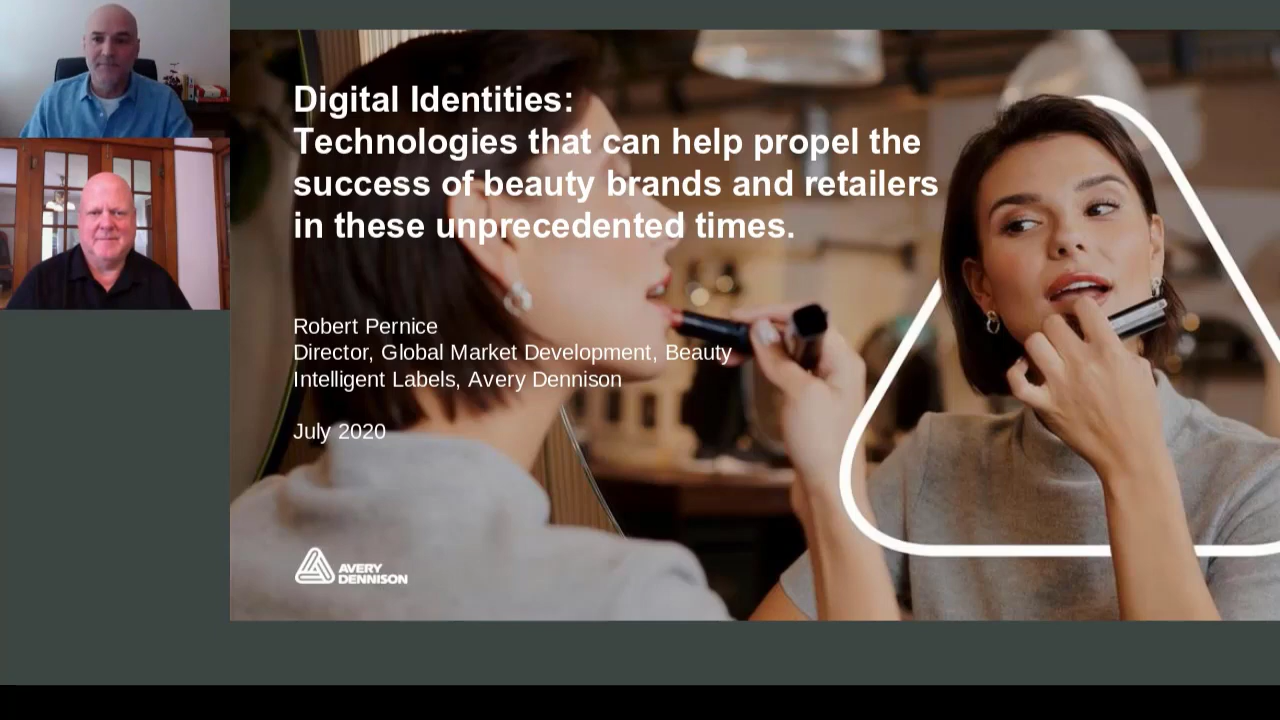 Digital Identities:
Technologies that can help propel the
success of beauty brands and retailers
in these unprecedented times.
Robert Pernice
Director, Global Market Development, Beauty
Intelligent Labels, Avery Dennison
July 2020
AVERY
DENNISON